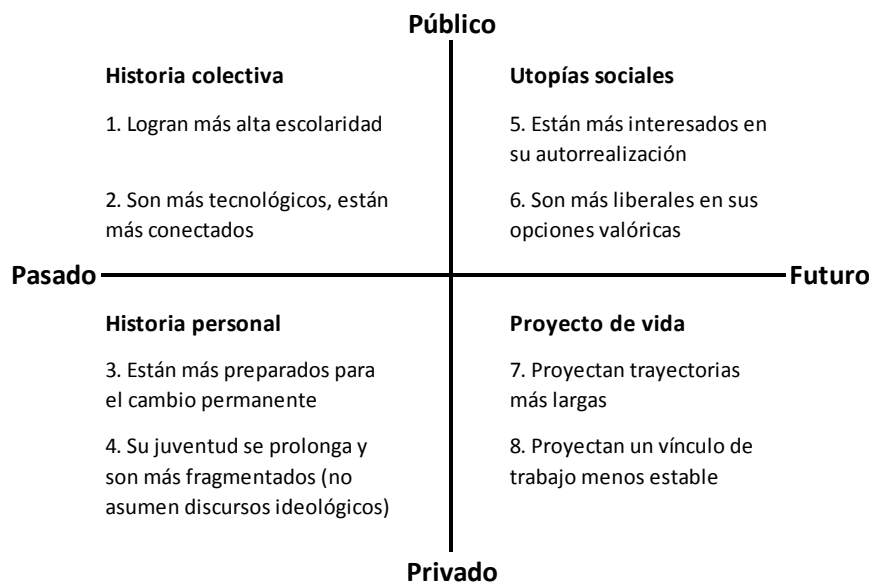 Público
Historia colectiva
1. Logran más alta escolaridad
2. Son más tecnológicos, están
más conectados
Utopías sociales
5. Están más interesados en
su autorrealización
6. Son más liberales en sus
opciones valóricas
Pasado
Futuro
Historia personal
3. Están más preparados para
el cambio permanente
4. Su juventud se prolonga y
son más fragmentados (no
asumen discursos ideológicos)
Proyecto de vida
7. Proyectan trayectorias
más largas
8. Proyectan un vínculo de
trabajo menos estable
Privado